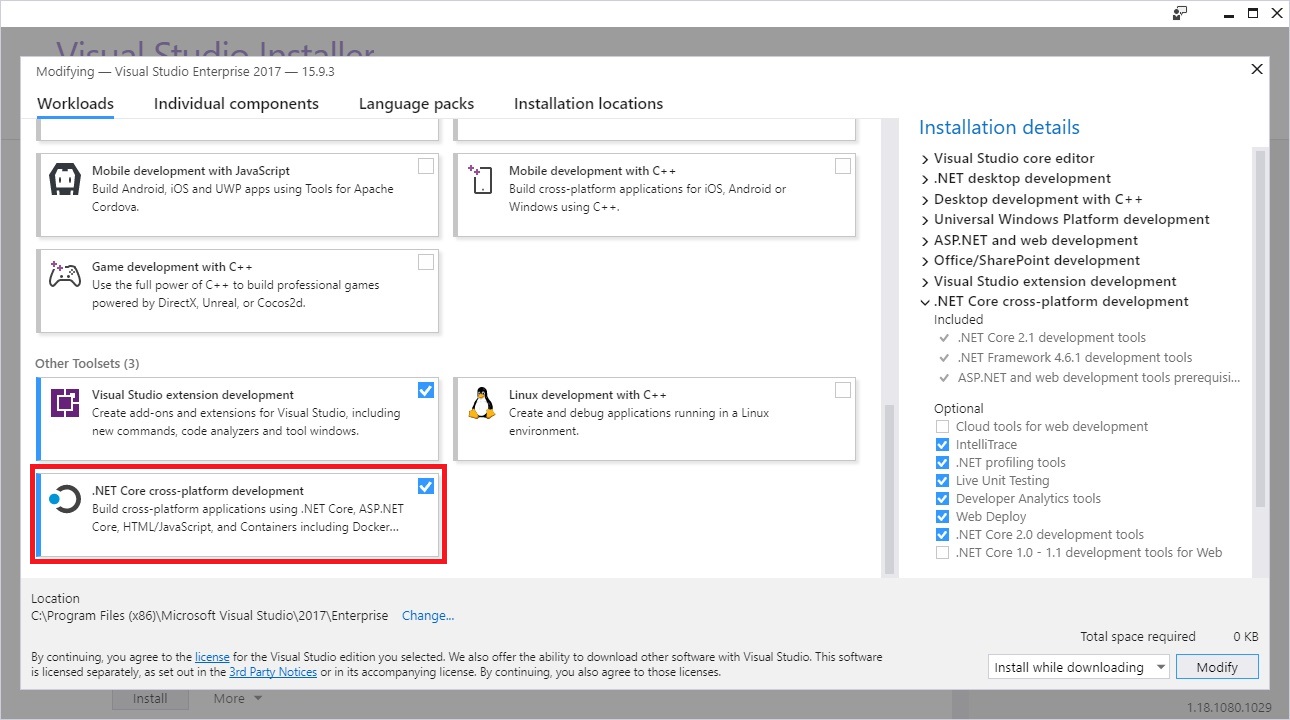 Visual Studio Installer
Modifying — Visual Studio Enterprise 2017 — 15.9.3
Workloads
Individual components
Language packs
Installation locations
Mobile development with JavaScript
Build Android, iOS and UWP apps using Tools for Apache
Cordova.
Mobile development with C++
Build cross-platform applications for iOS, Android or
Windows using C++.
Game development with C++
Use the full power of C++ to build professional games
powered by DirectX, Unreal, or Cocos2d.
Other Toolsets (3)
Visual Studio extension development
Create add-ons and extensions for Visual Studio, including
new commands, code analyzers and tool windows.
Linux development with C++
Create and debug applications running in a Linux
environment.
.NET Core cross-platform development
Build cross-platform applications using .NET Core, ASP.NET
Core, HTML/JavaScript, and Containers including Docker...
Installation details
Visual Studio core editor
.NET desktop development
Desktop development with C++
Universal Windows Platform development
ASP.NET and web development
Office/SharePoint development
Visual Studio extension development
.NET Core cross-platform development
Included
.NET Core 2.1 development tools
.NET Framework 4.6.1 development tools
ASP.NET and web development tools prerequisi...
Optional
Cloud tools for web development
IntelliTrace
.NET profiling tools
Live Unit Testing
Developer Analytics tools
Web Deploy
.NET Core 2.0 development tools
.NET Core 1.0 - 1.1 development tools for Web
Location
C:\Program Files (x86)\Microsoft Visual Studio\2017\Enterprise Change...
Total space required 0 KB
By continuing, you agree to the license for the Visual Studio edition you selected. We also offer the ability to download other software with Visual Studio. This software
is licensed separately, as set out in the 3rd Party Notices or in its accompanying license. By continuing, you also agree to those licenses.
Install while downloading
Modify
Install
More
1.18.1080.1029